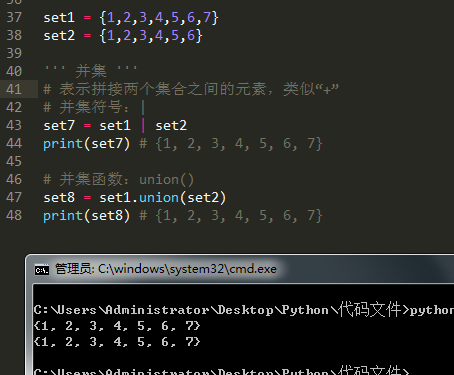 36
37 set1 = {1,2,3,4,5,6,7}
38 set2 = {1,2,3,4,5,6}
39
40 ''' 并集 '''
41 # 表示拼接两个集合之间的元素，类似“+”
42 # 并集符号：|
43 set7 = set1 | set2
44 print(set7) # {1, 2, 3, 4, 5, 6, 7}
45
46 # 并集函数：union()
47 set8 = set1.union(set2)
48 print(set8) # {1, 2, 3, 4, 5, 6, 7}
管理员: C:\windows\system32\cmd.exe
C:\Users\Administrator\Desktop\Python\代码文件>python
{1, 2, 3, 4, 5, 6, 7}
{1, 2, 3, 4, 5, 6, 7}
C:\Users\Administrator\Desktop\Python\代码文件>